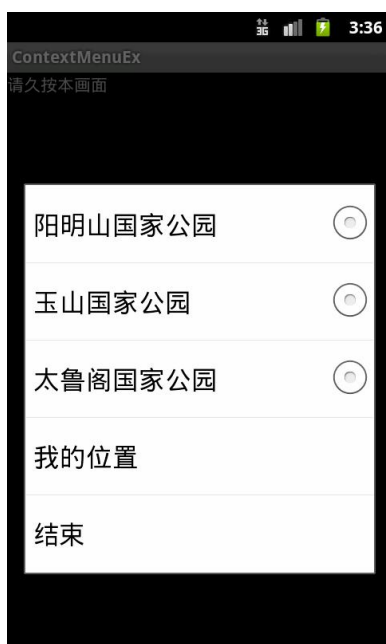 3G 3:36
ContextMenuEx
请久按本画面
阳明山国家公园
玉山国家公园
太鲁阁国家公园
我的位置
结束